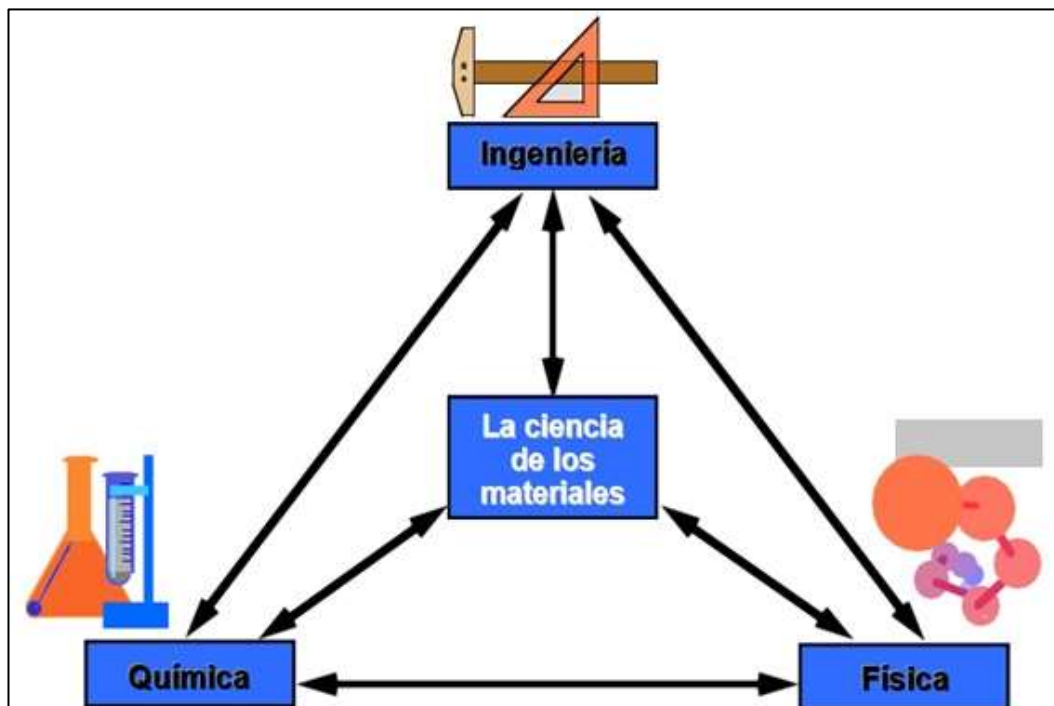 Ingeniería
La ciencia
de los
materiales
Química
Física